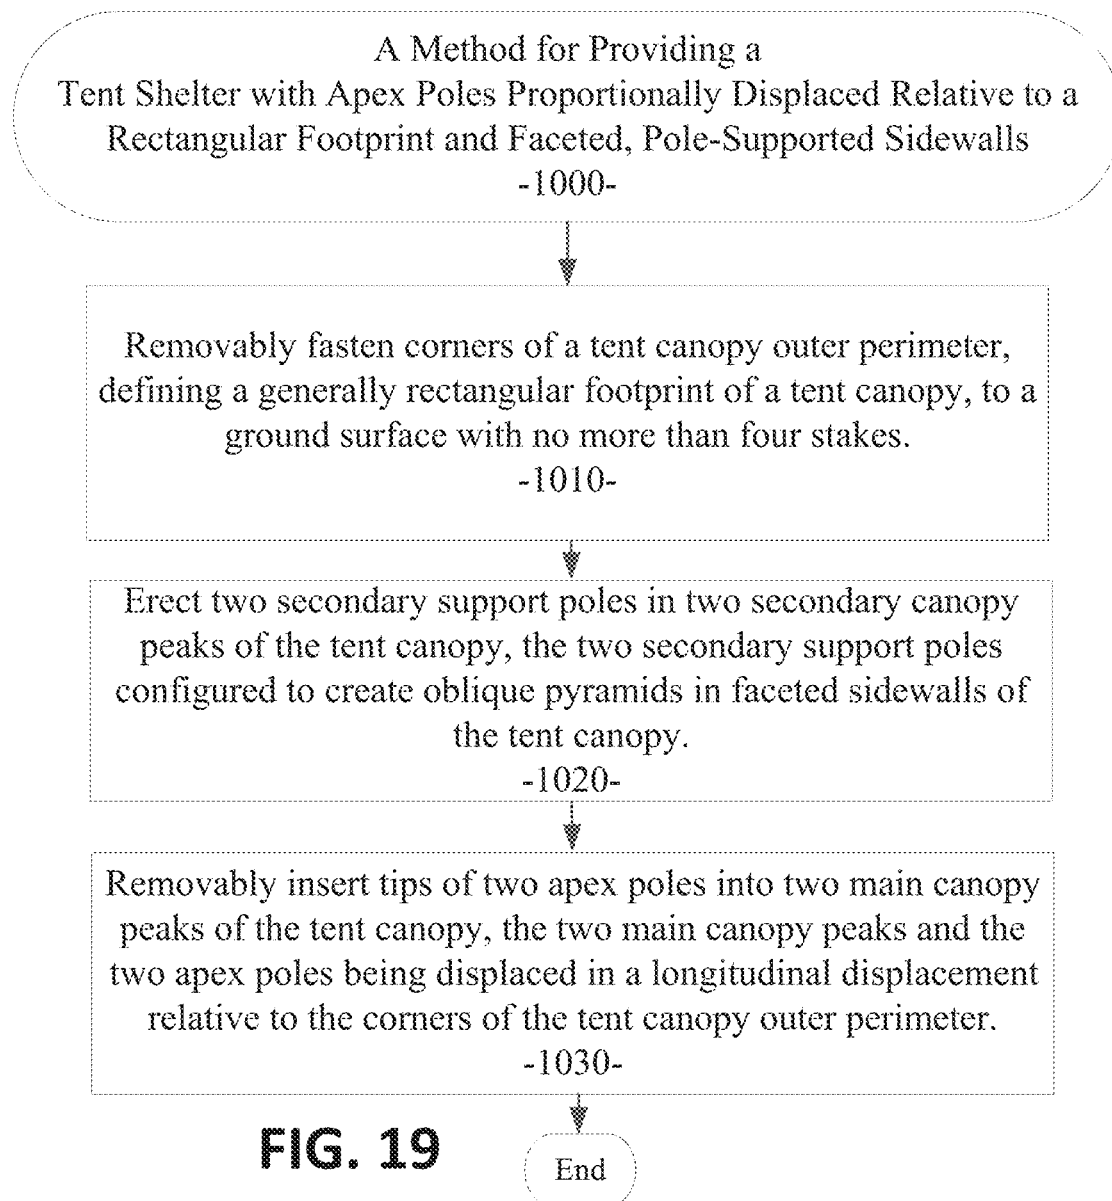 A Method for Providing a
Tent Shelter with Apex Poles Proportionally Displaced Relative to a
Rectangular Footprint and Faceted, Pole-Supported Sidewalls
-1000-
Removably fasten corners of a tent canopy outer perimeter,
defining a generally rectangular footprint of a tent canopy, to a
ground surface with no more than four stakes.
-1010-
Erect two secondary support poles in two secondary canopy
peaks of the tent canopy, the two secondary support poles
configured to create oblique pyramids in faceted sidewalls of
the tent canopy.
-1020-
Removably insert tips of two apex poles into two main canopy
peaks of the tent canopy, the two main canopy peaks and the
two apex poles being displaced in a longitudinal displacement
relative to the corners of the tent canopy outer perimeter.
-1030-
FIG. 19
End